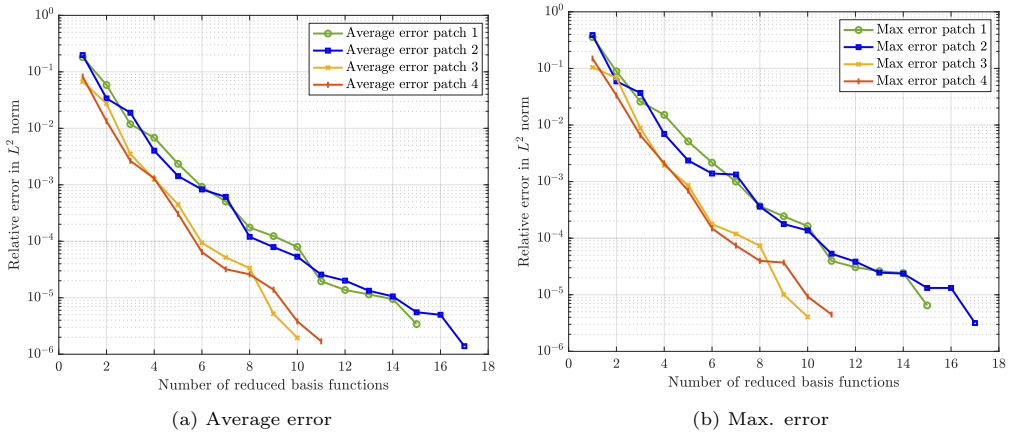 10^0
10^-1
10^-2
10^-3
10^-4
10^-5
10^-6
Relative error in L^2 norm
Average error patch 1
Average error patch 2
Average error patch 3
Average error patch 4
0 2 4 6 8 10 12 14 16 18
Number of reduced basis functions
(a) Average error
10^0
10^-1
10^-2
10^-3
10^-4
10^-5
10^-6
Relative error in L^2 norm
Max error patch 1
Max error patch 2
Max error patch 3
Max error patch 4
0 2 4 6 8 10 12 14 16 18
Number of reduced basis functions
(b) Max. error